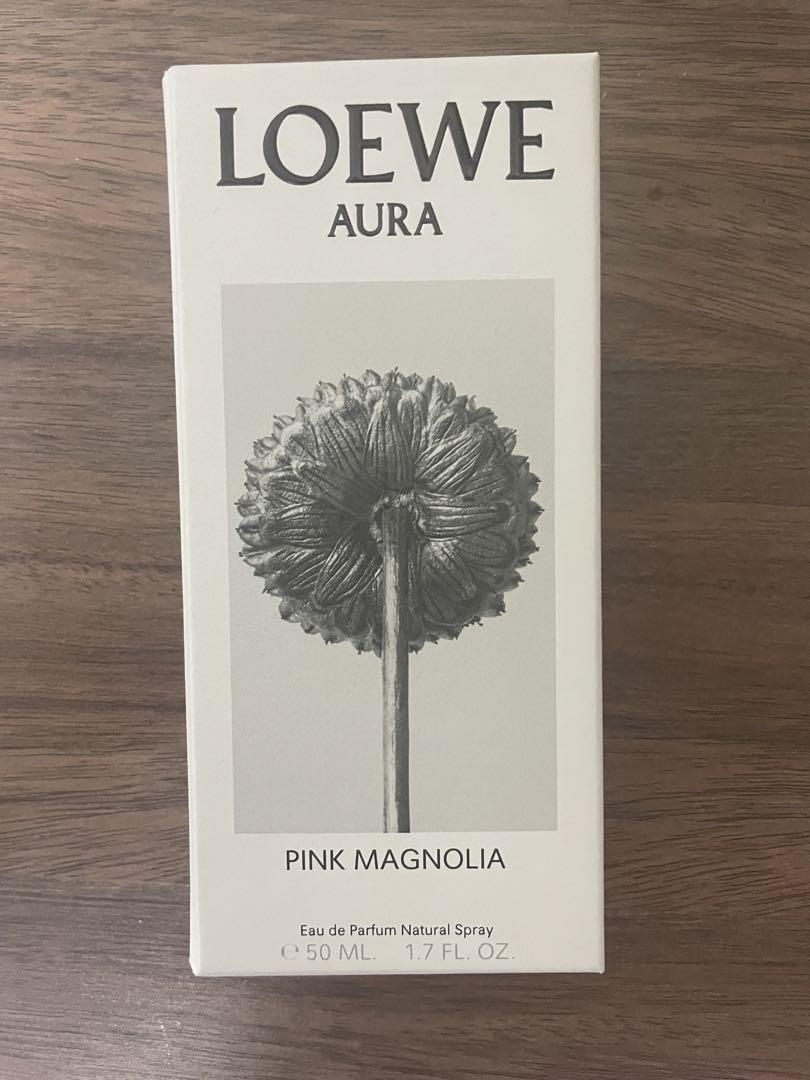 LOEWE
AURA
PINK MAGNOLIA
Eau de Parfum Natural Spray
℮ 50 ML. 1.7 FL. OZ.